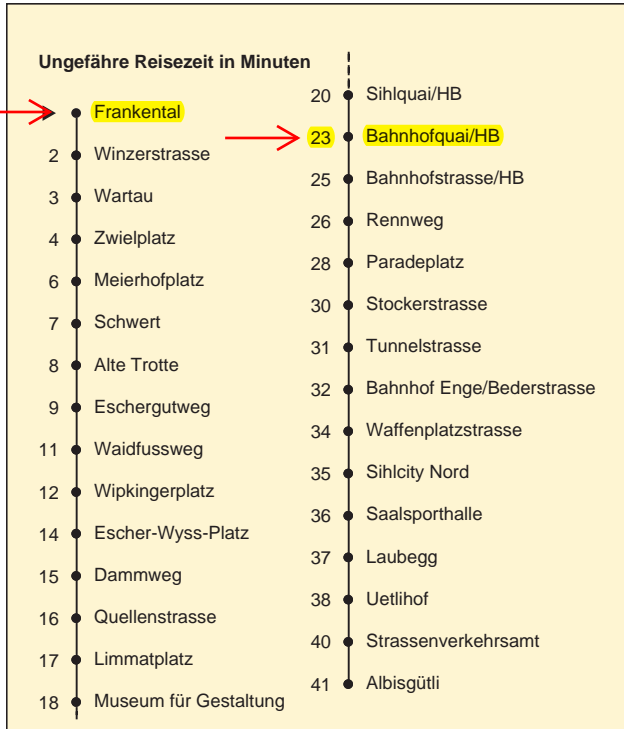 Ungefähre Reisezeit in Minuten
Frankental
2 Winzerstrasse
3 Wartau
4 Zwielplatz
6 Meierhofplatz
7 Schwert
8 Alte Trotte
9 Eschergutweg
11 Waidfussweg
12 Wipkingerplatz
14 Escher-Wyss-Platz
15 Dammweg
16 Quellenstrasse
17 Limmatplatz
18 Museum für Gestaltung
20 Sihlquai/HB
23 Bahnhofquai/HB
25 Bahnhofstrasse/HB
26 Rennweg
28 Paradeplatz
30 Stockerstrasse
31 Tunnelstrasse
32 Bahnhof Enge/Bederstrasse
34 Waffenplatzstrasse
35 Sihlcity Nord
36 Saalsporthalle
37 Laubegg
38 Uetlihof
40 Strassenverkehrsamt
41 Albisgütli